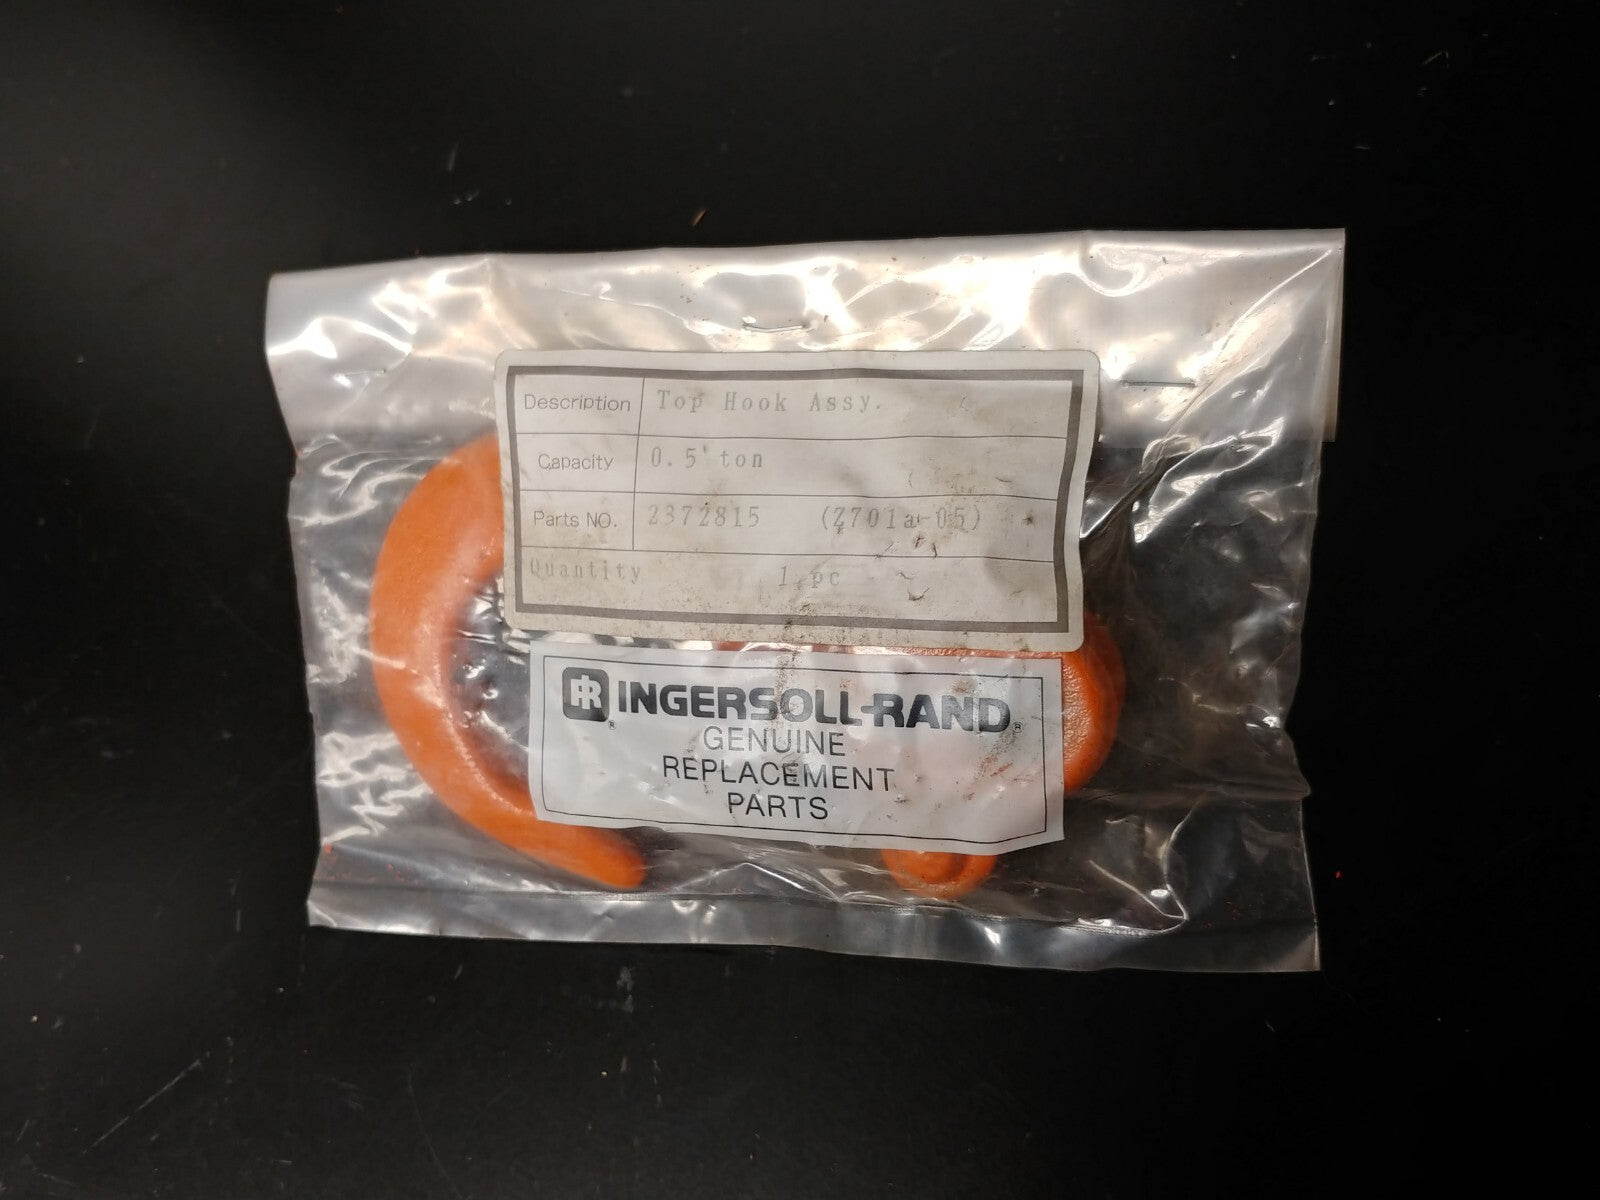 Description Top Hook Assy.
Capacity 0.5 ton
Parts NO. 2372815 (Z701a-05)
Quantity 1 pc
IR INGERSOLL-RAND®
®
GENUINE
REPLACEMENT
PARTS